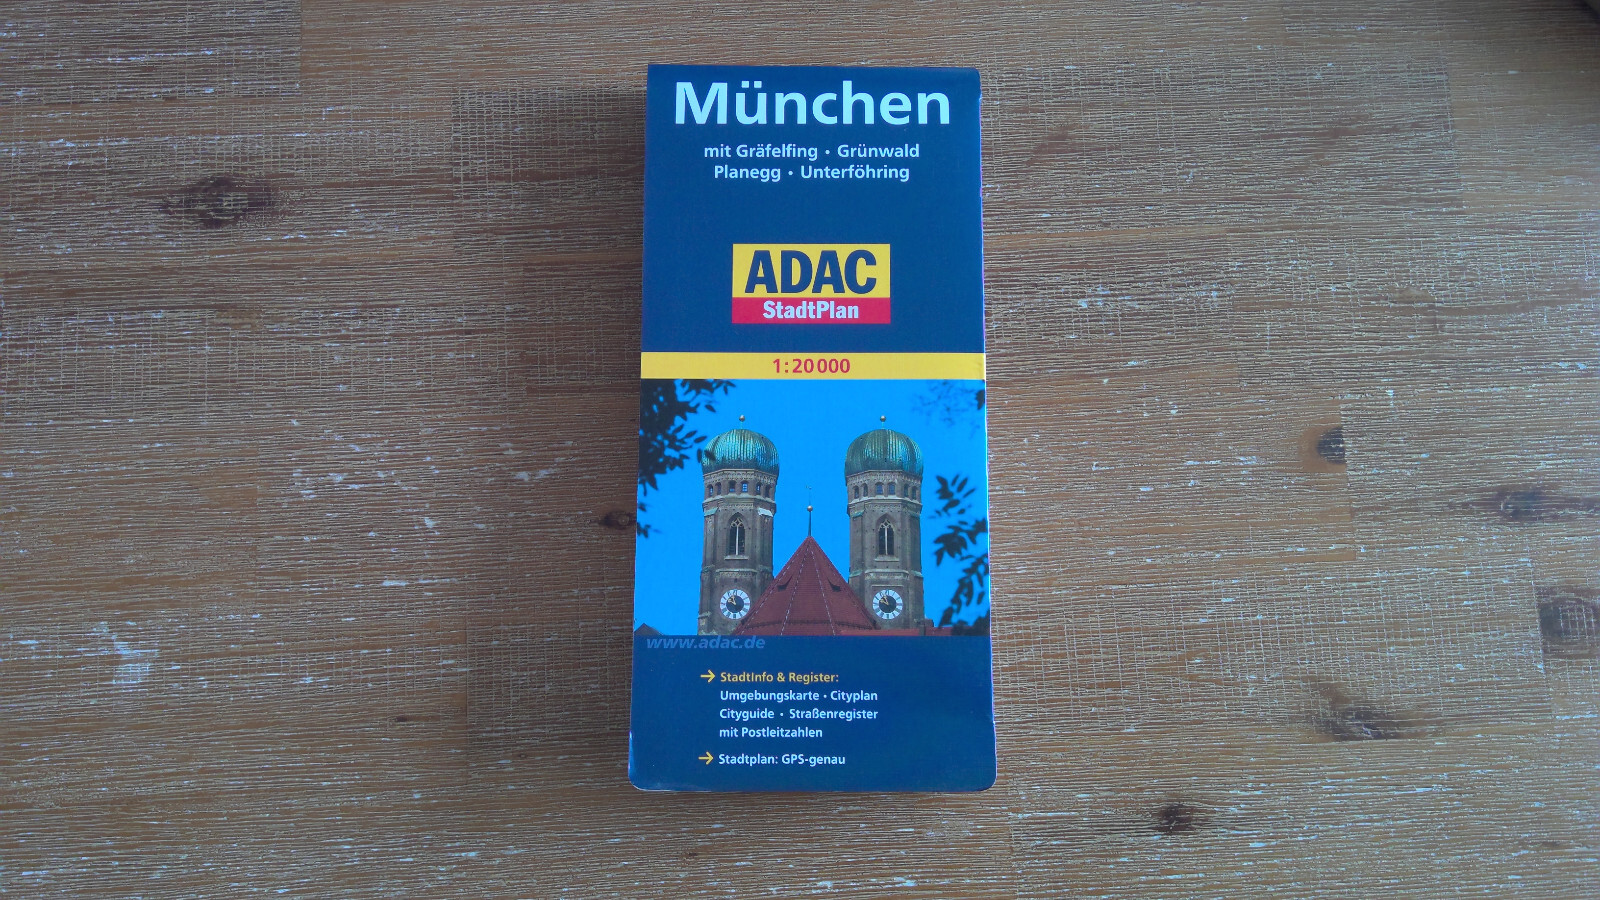 München
mit Gräfelfing • Grünwald
Planegg • Unterföhring
ADAC
StadtPlan
1:20000
www.adac.de
→ StadtInfo & Register:
Umgebungskarte • Cityplan
Cityguide • Straßenregister
mit Postleitzahlen
→ Stadtplan: GPS-genau